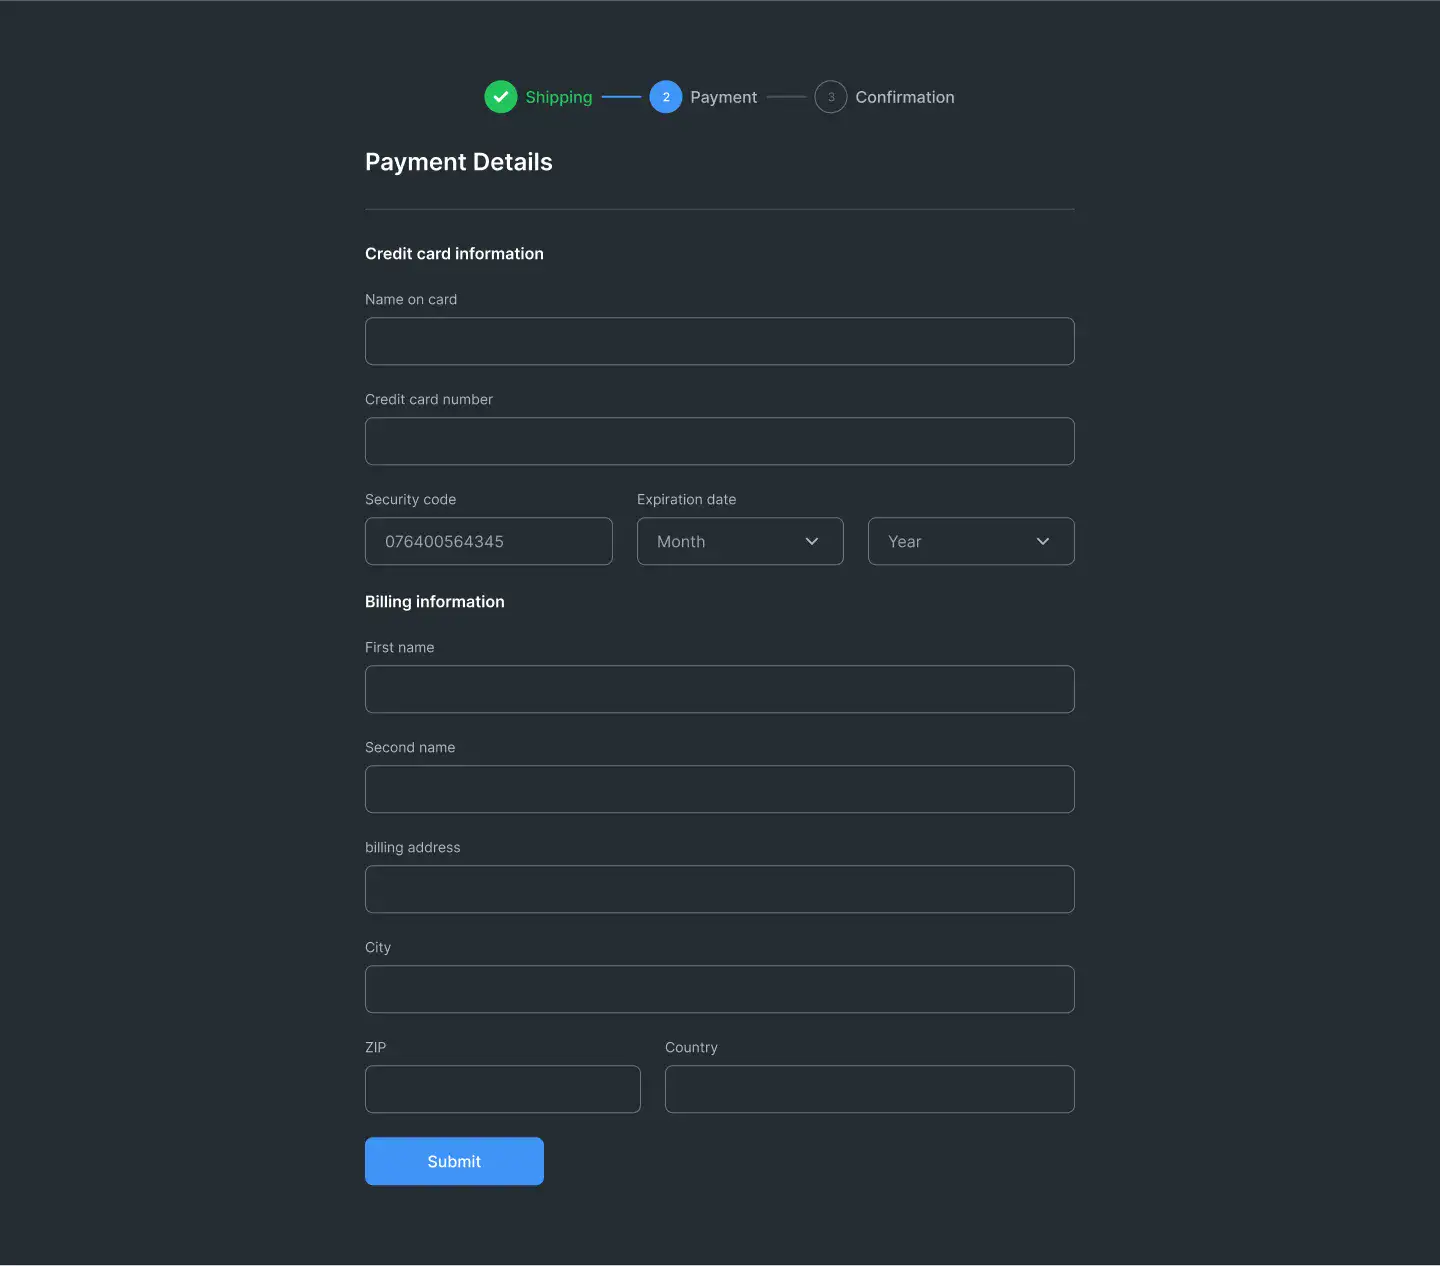 Shipping 2 Payment 3 Confirmation
Payment Details
Credit card information
Name on card
Credit card number
Security code Expiration date
076400564345 Month Year
Billing information
First name
Second name
billing address
City
ZIP Country
Submit